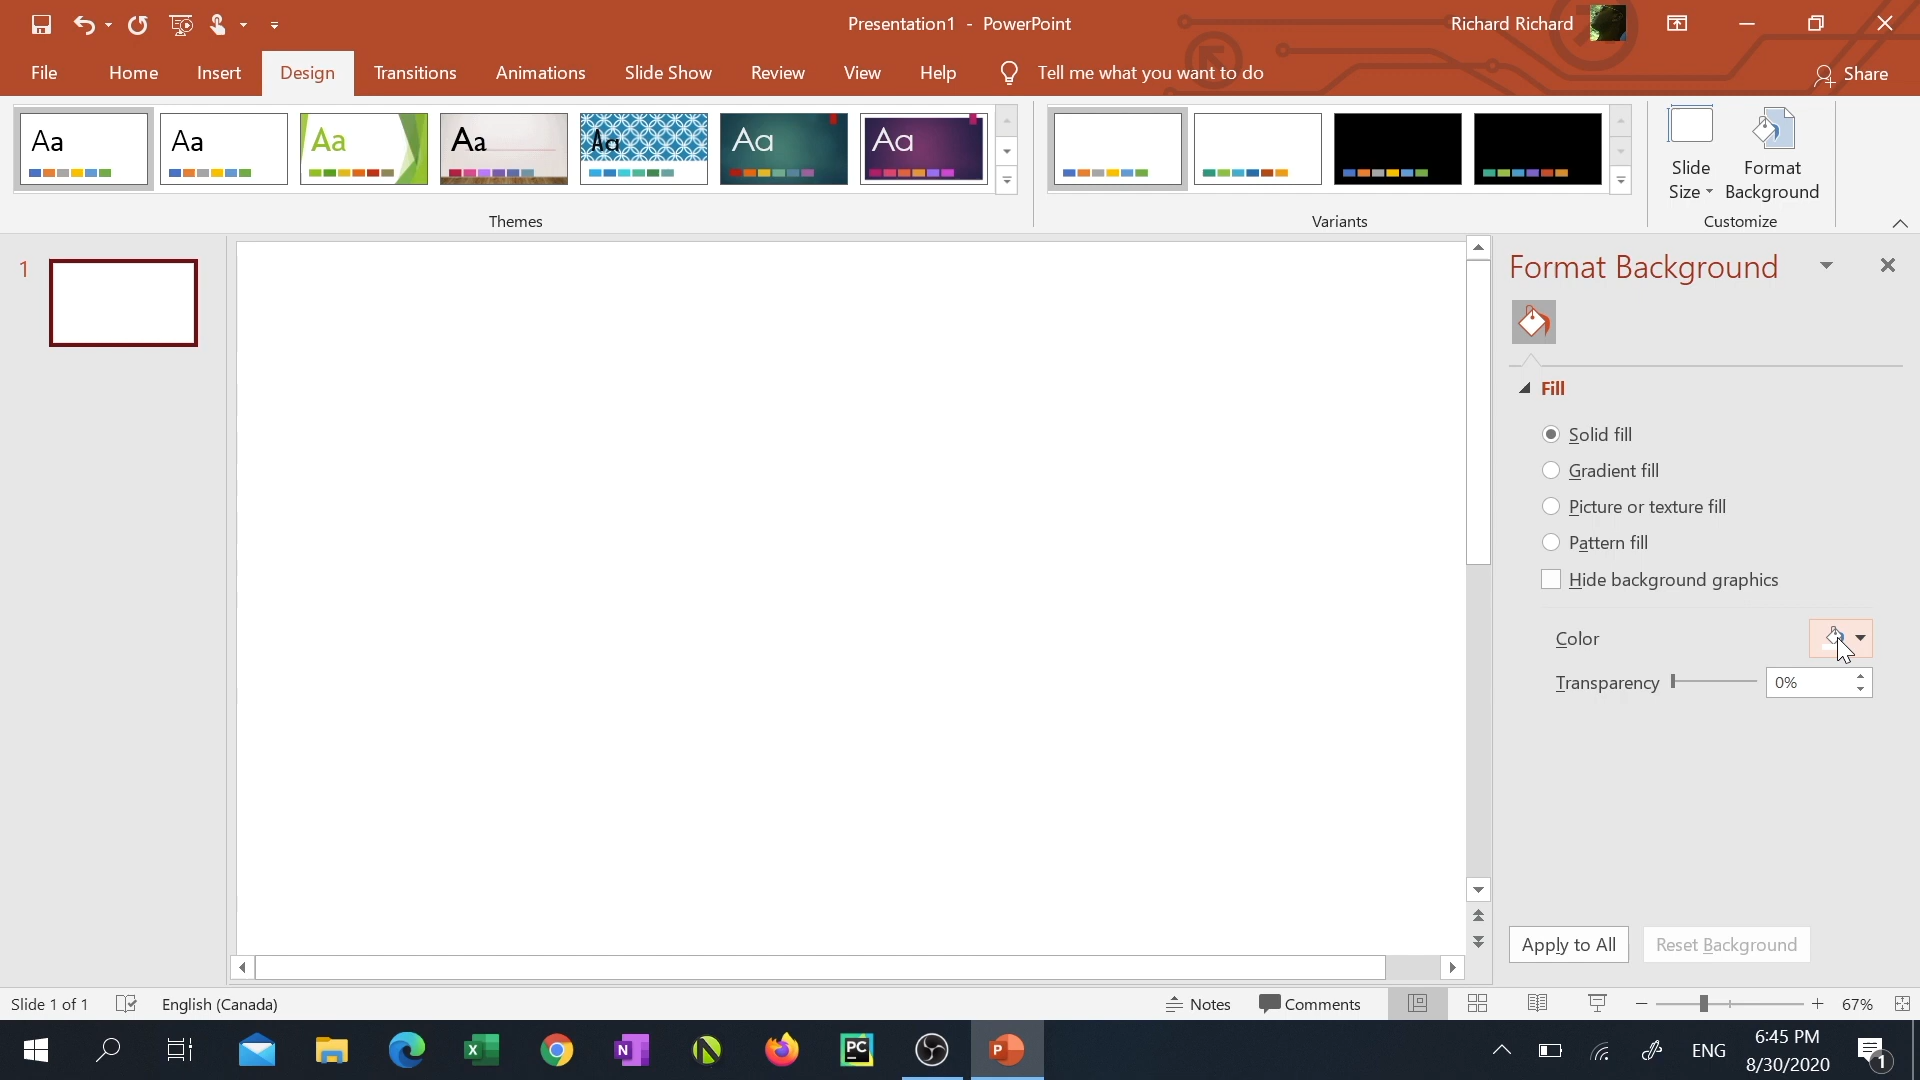 Presentation1 - PowerPoint
Richard Richard
File Home Insert Design Transitions Animations Slide Show Review View Help Tell me what you want to do Share
Aa Aa Aa Aa Aa Aa Aa
Slide Size
Format Background
Themes Variants Customize
1
Format Background
Fill
Solid fill
Gradient fill
Picture or texture fill
Pattern fill
Hide background graphics
Color
Transparency 0%
Apply to All Reset Background
Slide 1 of 1 English (Canada) Notes Comments 67%
X N PC P ENG
6:45 PM
8/30/2020
1